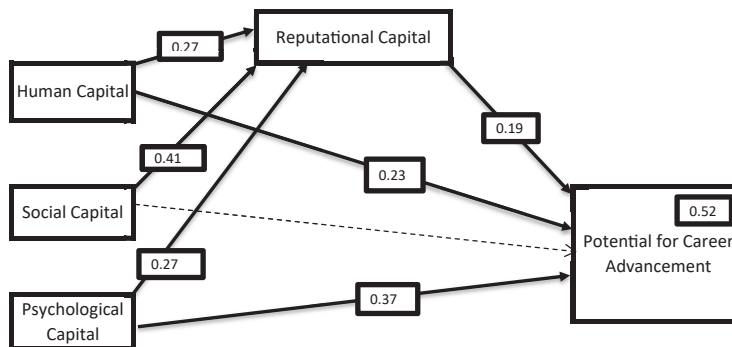 Reputational Capital
0.27
Human Capital
0.19
0.41
0.23
Social Capital
0.52
Potential for Career
Advancement
0.27
0.37
Psychological
Capital